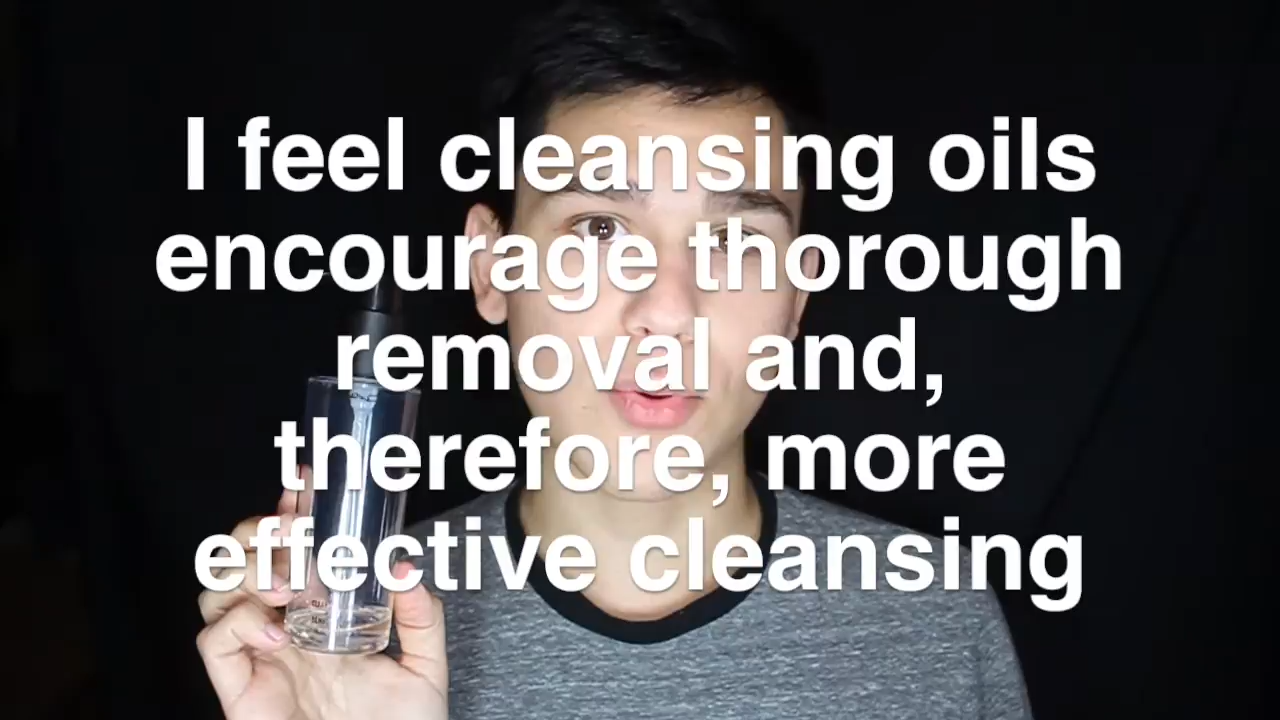 I feel cleansing oils
encourage thorough
removal and,
therefore, more
effective cleansing